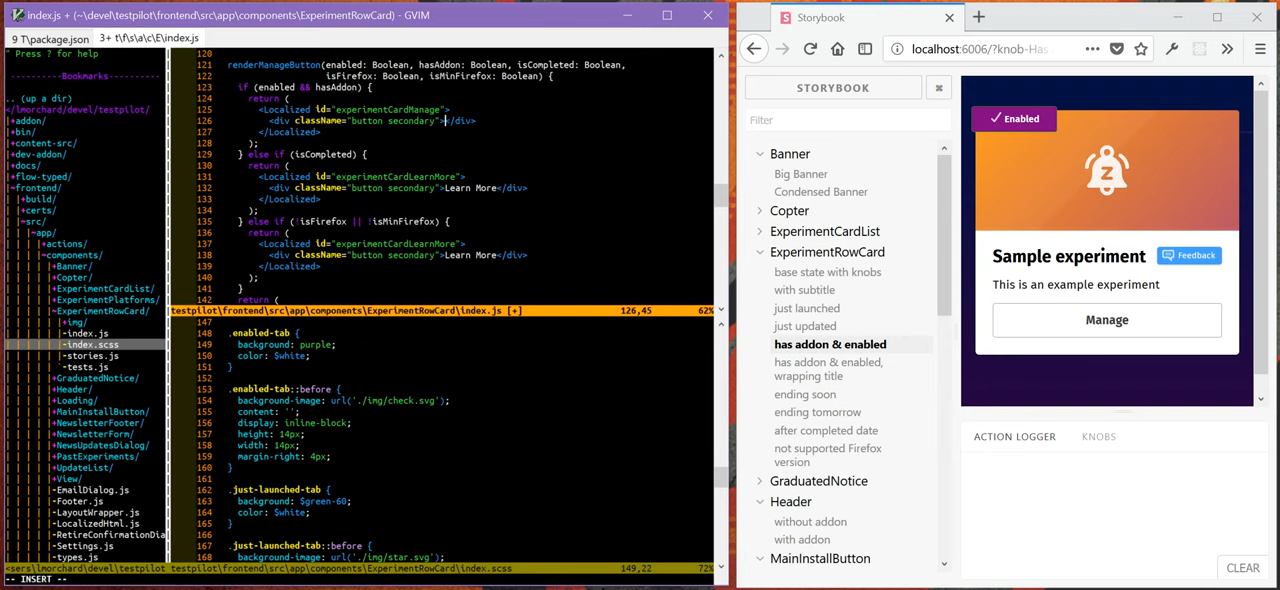 index.js + (~\devel\testpilot\frontend\src\app\components\ExperimentRowCard) - GVIM
9 T\package.json
3+ t\f\s\a\c\E\index.js
" Press ? for help
----------Bookmarks----------
.. (up a dir)
</lmorchard/devel/testpilot/
|+addon/
|+bin/
|+content-src/
|+dev-addon/
|+docs/
|+flow-typed/
|~frontend/
| |+build/
| |+certs/
| |~src/
| | |~app/
| | | |+actions/
| | | |~components/
| | | | |+Banner/
| | | | |+Copter/
| | | | |+ExperimentCardList/
| | | | |+ExperimentPlatforms/
| | | | |~ExperimentRowCard/
| | | | | |+img/
| | | | | |-index.js
| | | | | |-index.scss
| | | | | |-stories.js
| | | | | `-tests.js
| | | | |+GraduatedNotice/
| | | | |+Header/
| | | | |+Loading/
| | | | |+MainInstallButton/
| | | | |+NewsletterFooter/
| | | | |+NewsletterForm/
| | | | |+NewsUpdatesDialog/
| | | | |+PastExperiments/
| | | | |+UpdateList/
| | | | |+View/
| | | | |-EmailDialog.js
| | | | |-Footer.js
| | | | |-LayoutWrapper.js
| | | | |-LocalizedHtml.js
| | | | |-RetireConfirmationDia
| | | | |-Settings.js
| | | | |-types.js
<sers\lmorchard\devel\testpilot
-- INSERT --
120
121 renderManageButton(enabled: Boolean, hasAddon: Boolean, isCompleted: Boolean,
122 isFirefox: Boolean, isMinFirefox: Boolean) {
123 if (enabled && hasAddon) {
124 return (
125 <Localized id="experimentCardManage">
126 <div className="button secondary"></div>
127 </Localized>
128 );
129 } else if (isCompleted) {
130 return (
131 <Localized id="experimentCardLearnMore">
132 <div className="button secondary">Learn More</div>
133 </Localized>
134 );
135 } else if (!isFirefox || !isMinFirefox) {
136 return (
137 <Localized id="experimentCardLearnMore">
138 <div className="button secondary">Learn More</div>
139 </Localized>
140 );
141 }
142 return (
testpilot\frontend\src\app\components\ExperimentRowCard\index.js [+] 126,45 62%
147
148 .enabled-tab {
149 background: purple;
150 color: $white;
151 }
152
153 .enabled-tab::before {
154 background-image: url('./img/check.svg');
155 content: '';
156 display: inline-block;
157 height: 14px;
158 width: 14px;
159 margin-right: 4px;
160 }
161
162 .just-launched-tab {
163 background: $green-60;
164 color: $white;
165 }
166
167 .just-launched-tab::before {
168 background-image: url('./img/star.svg');
testpilot\frontend\src\app\components\ExperimentRowCard\index.scss 149,22 72%
S Storybook
localhost:6006/?knob-Has
STORYBOOK
⌘
Filter
Banner
Big Banner
Condensed Banner
Copter
ExperimentCardList
ExperimentRowCard
base state with knobs
with subtitle
just launched
just updated
has addon & enabled
has addon & enabled,
wrapping title
ending soon
ending tomorrow
after completed date
not supported Firefox
version
GraduatedNotice
Header
without addon
with addon
MainInstallButton
Enabled
Z
Sample experiment
Feedback
This is an example experiment
Manage
ACTION LOGGER
KNOBS
CLEAR